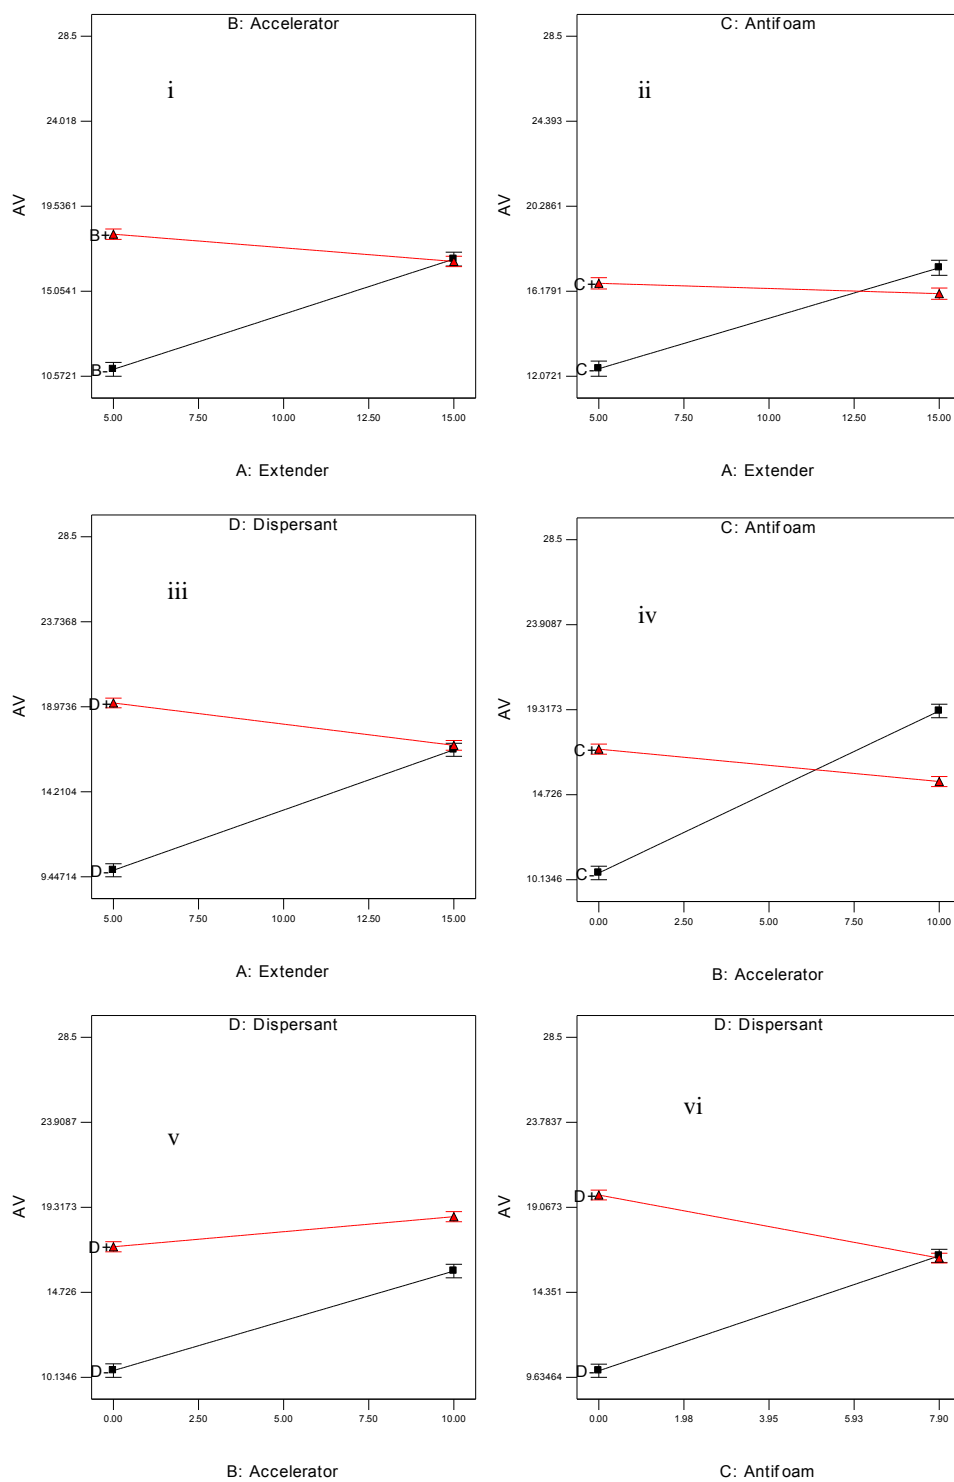 B: Accelerator
28.5
i
24.018
AV
19.5361
B+
15.0541
B-
10.5721
5.00 7.50 10.00 12.50 15.00
A: Extender
C: Antifoam
28.5
ii
24.393
AV
20.2861
C+
16.1791
C-
12.0721
5.00 7.50 10.00 12.50 15.00
A: Extender
D: Dispersant
28.5
iii
23.7368
AV
D+
18.9736
14.2104
D-
9.44714
5.00 7.50 10.00 12.50 15.00
A: Extender
C: Antifoam
28.5
iv
23.9087
AV
19.3173
C+
14.726
C-
10.1346
0.00 2.50 5.00 7.50 10.00
B: Accelerator
D: Dispersant
28.5
23.9087
v
AV
19.3173
D+
14.726
D-
10.1346
0.00 2.50 5.00 7.50 10.00
B: Accelerator
D: Dispersant
28.5
vi
23.7837
AV
D+
19.0673
14.351
D-
9.63464
0.00 1.98 3.95 5.93 7.90
C: Antifoam